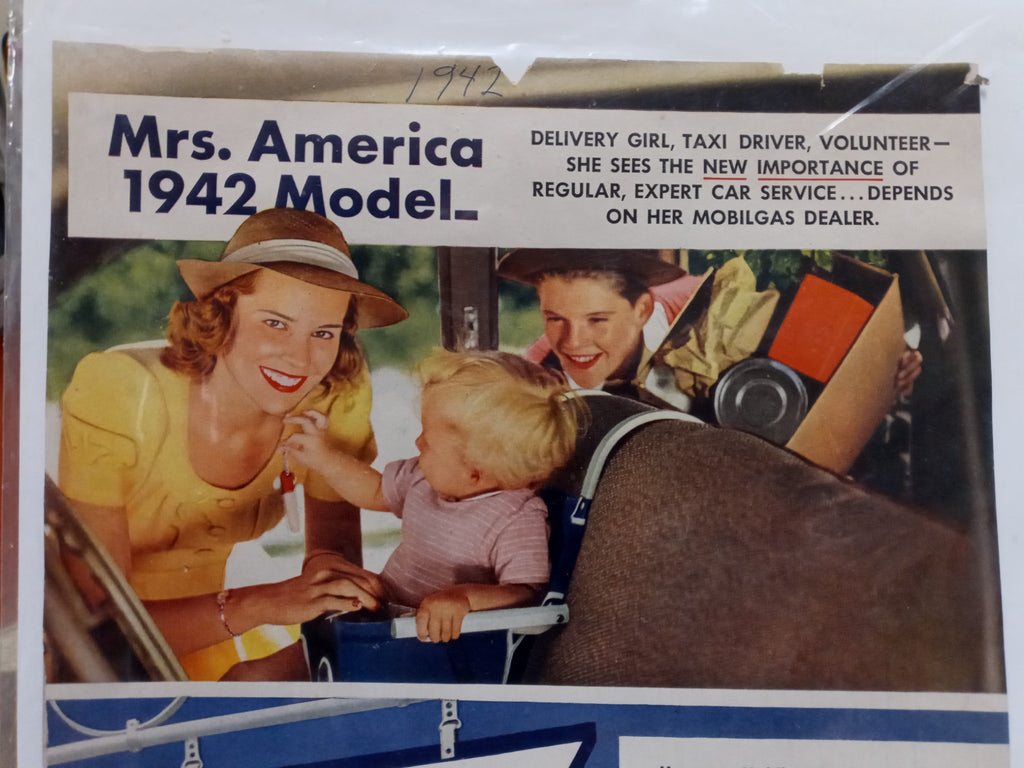 1942
Mrs. America
1942 Model_
DELIVERY GIRL, TAXI DRIVER, VOLUNTEER—
SHE SEES THE NEW IMPORTANCE OF
REGULAR, EXPERT CAR SERVICE...DEPENDS
ON HER MOBILGAS DEALER.